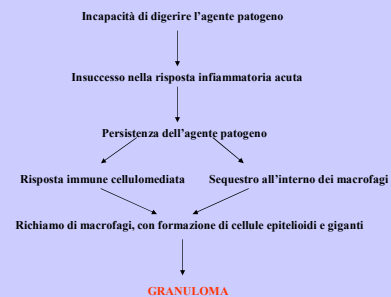 Incapacità di digerire l'agente patogeno
Insuccesso nella risposta infiammatoria acuta
Persistenza dell'agente patogeno
Risposta immune cellulomediata
Sequestro all'interno dei macrofagi
Richiamo di macrofagi, con formazione di cellule epitelioidi e giganti
GRANULOMA